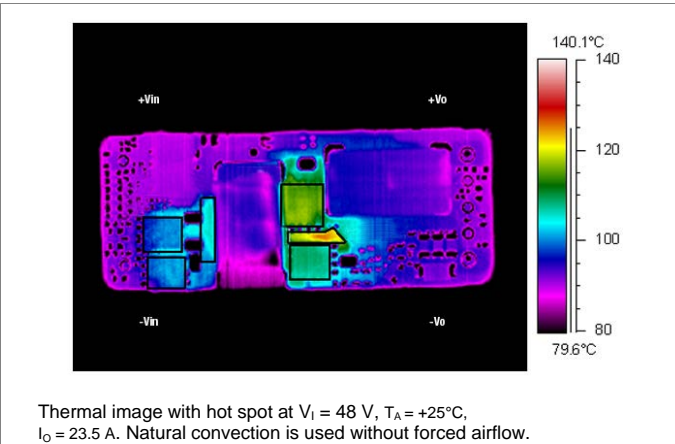 140.1°C
140
+Vin
+Vo
120
100
-Vin
-Vo
80
79.6°C
Thermal image with hot spot at VI = 48 V, TA = +25°C,
IO = 23.5 A. Natural convection is used without forced airflow.